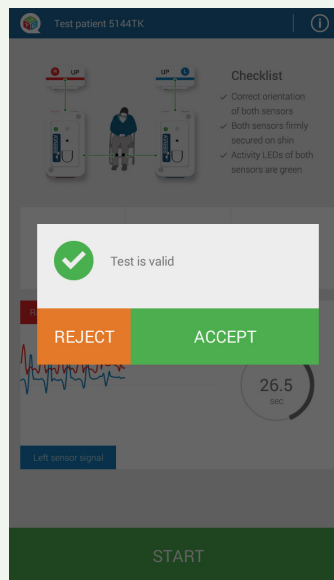 Test patient 5144TK
R UP
UP L
Checklist
Correct orientation
of both sensors
Both sensors firmly
secured on shin
Activity LEDs of both
sensors are green
Test is valid
REJECT
ACCEPT
R
26.5
sec
Left sensor signal
START